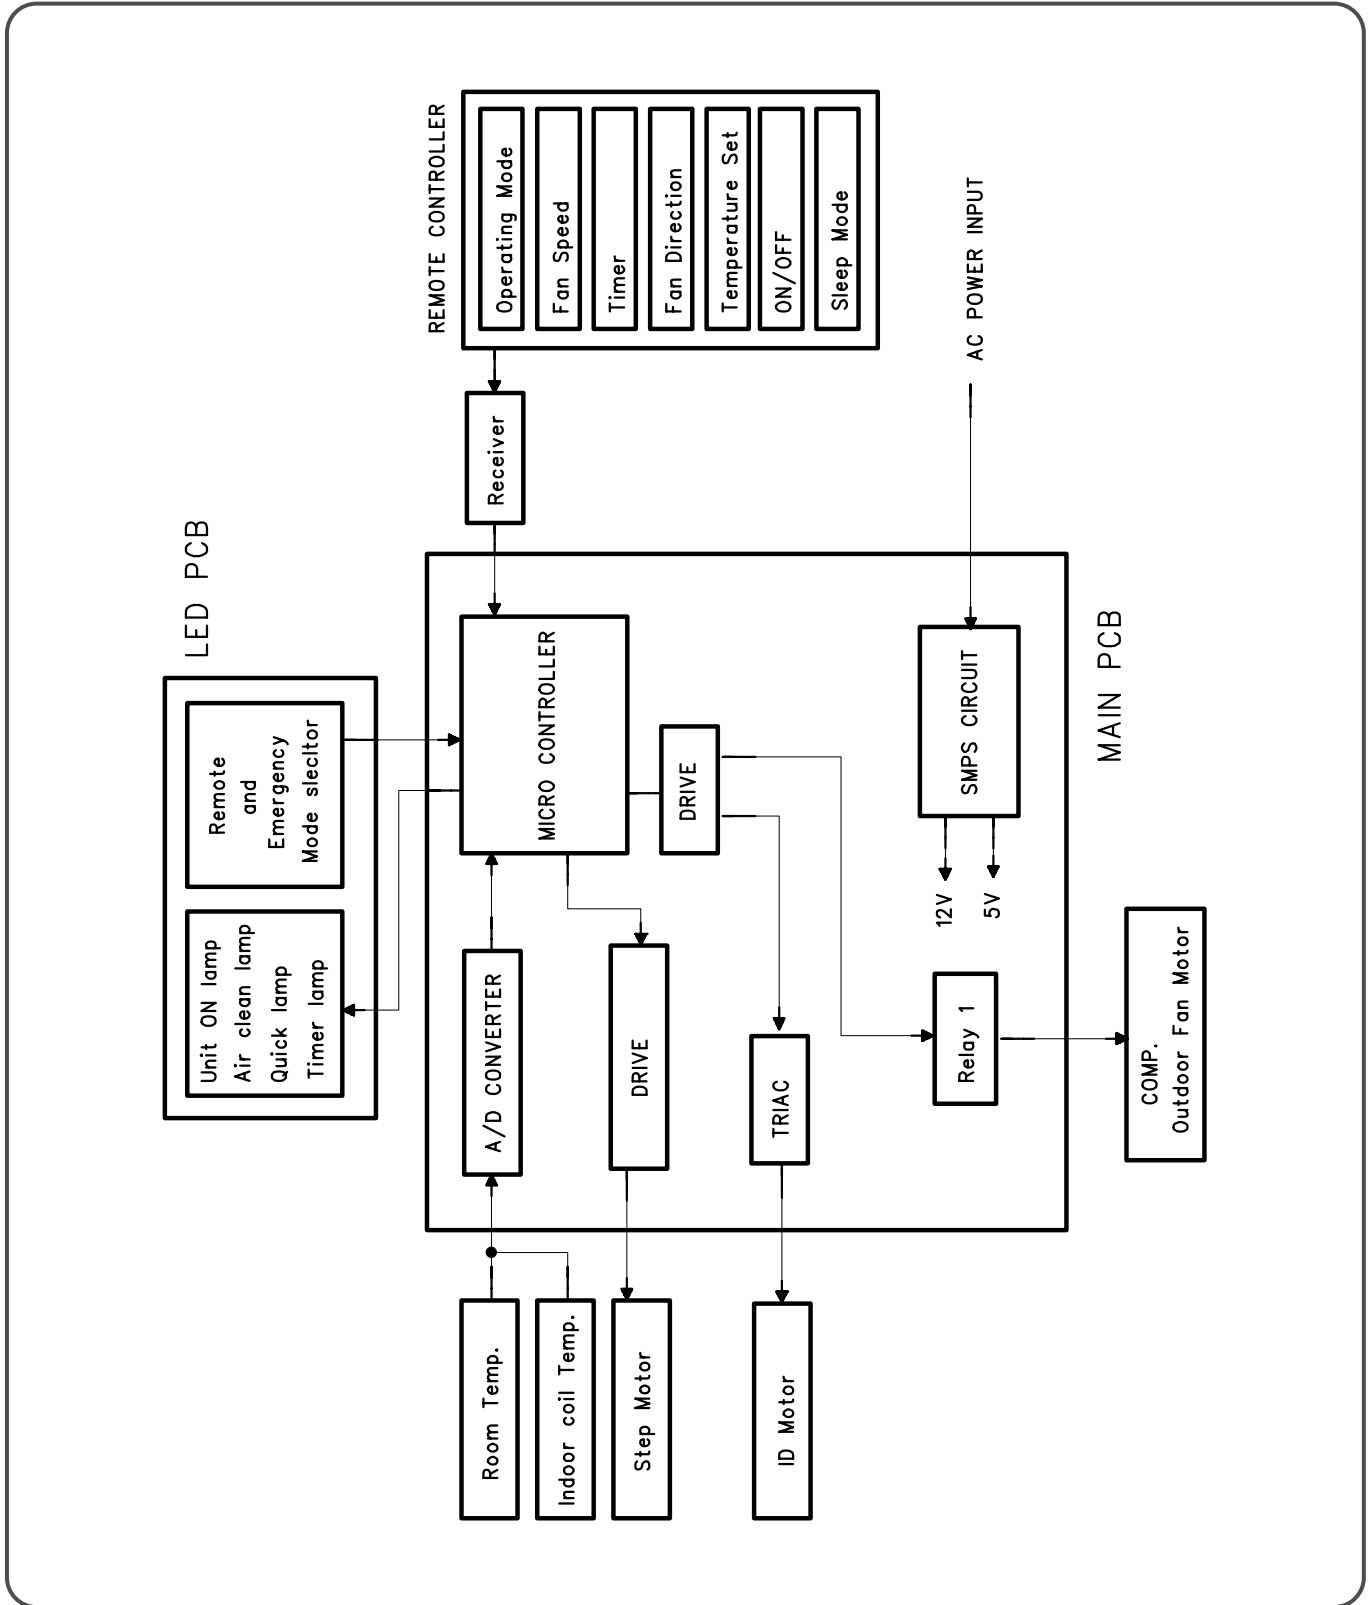 LED PCB
Unit ON lamp
Air clean lamp
Quick lamp
Timer lamp
Remote
and
Emergency
Mode slecltor
REMOTE CONTROLLER
Operating Mode
Fan Speed
Timer
Fan Direction
Temperature Set
ON/OFF
Sleep Mode
Receiver
Room Temp.
Indoor coil Temp.
Step Motor
ID Motor
A/D CONVERTER
MICRO CONTROLLER
DRIVE
DRIVE
TRIAC
Relay 1
12V
5V
SMPS CIRCUIT
AC POWER INPUT
MAIN PCB
COMP.
Outdoor Fan Motor